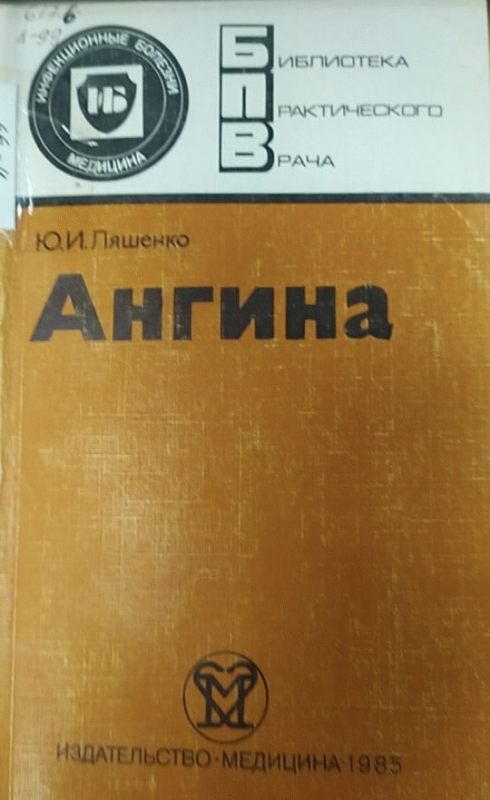 ИНФЕКЦИОННЫЕ БОЛЕЗНИ
ИБ
МЕДИЦИНА
БИБЛИОТЕКА
ПРАКТИЧЕСКОГО
ВРАЧА
Ю.И.Ляшенко
Ангина
ИЗДАТЕЛЬСТВО·МЕДИЦИНА·1985